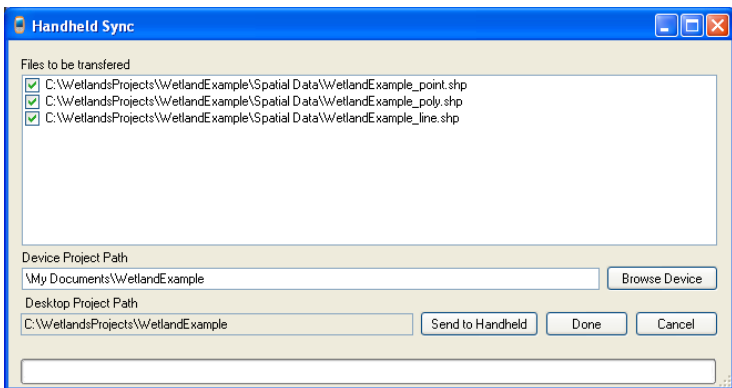 Handheld Sync
Files to be transfered
C:\WetlandsProjects\WetlandExample\Spatial Data\WetlandExample_point.shp
C:\WetlandsProjects\WetlandExample\Spatial Data\WetlandExample_poly.shp
C:\WetlandsProjects\WetlandExample\Spatial Data\WetlandExample_line.shp
Device Project Path
\My Documents\WetlandExample
Browse Device
Desktop Project Path
C:\WetlandsProjects\WetlandExample
Send to Handheld
Done
Cancel